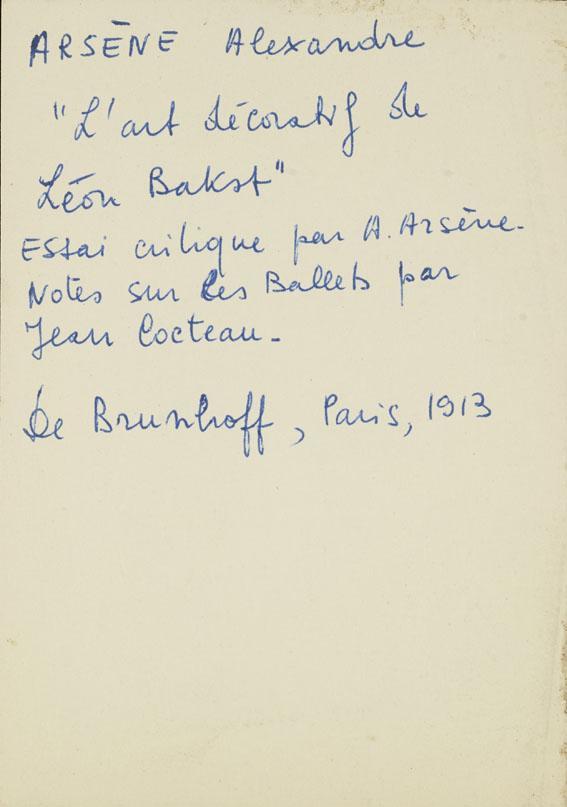 ARSÈNE Alexandre
"L'art décoratif de
Léon Bakst"
Essai critique par A. Arsène.
Notes sur les Ballets par
Jean Cocteau.
De Brunhoff, Paris, 1913